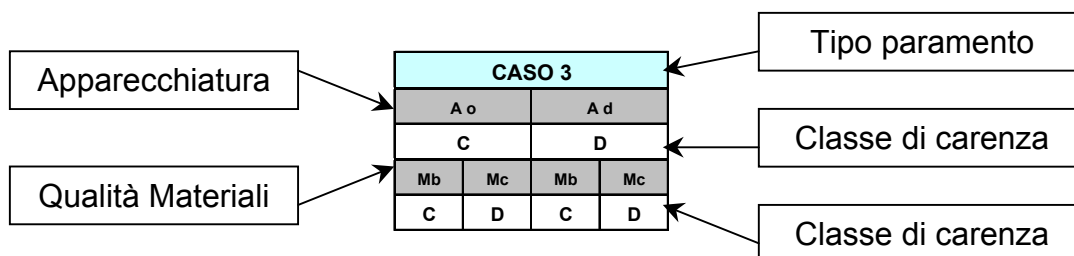 Tipo paramento
Apparecchiatura
CASO 3
A o A d
C D
Classe di carenza
Qualità Materiali
Mb Mc Mb Mc
C D C D
Classe di carenza